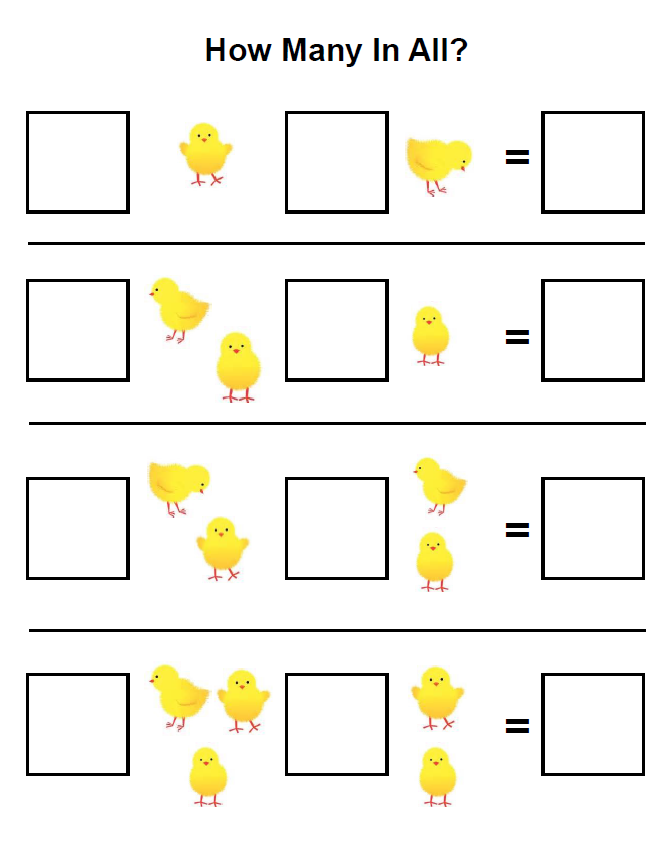 How Many In All?
=
=
=
=